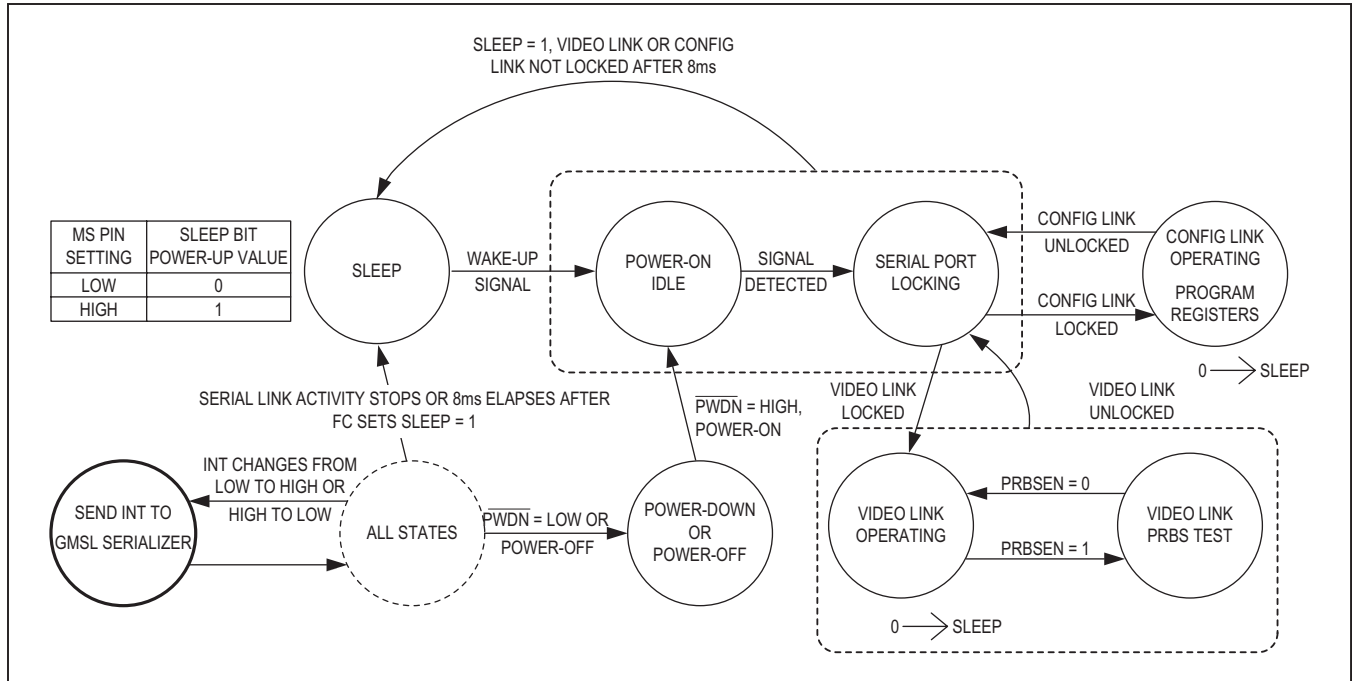 SLEEP = 1, VIDEO LINK OR CONFIG
LINK NOT LOCKED AFTER 8ms
MS PIN
SETTING
SLEEP BIT
POWER-UP VALUE
LOW
0
HIGH
1
SLEEP
WAKE-UP
SIGNAL
POWER-ON
IDLE
SIGNAL
DETECTED
SERIAL PORT
LOCKING
CONFIG LINK
UNLOCKED
CONFIG LINK
LOCKED
CONFIG LINK
OPERATING
PROGRAM
REGISTERS
0 → SLEEP
SERIAL LINK ACTIVITY STOPS OR 8ms ELAPSES AFTER
FC SETS SLEEP = 1
PWDN = HIGH,
POWER-ON
VIDEO LINK
LOCKED
VIDEO LINK
UNLOCKED
INT CHANGES FROM
LOW TO HIGH OR
HIGH TO LOW
SEND INT TO
GMSL SERIALIZER
ALL STATES
PWDN = LOW OR
POWER-OFF
POWER-DOWN
OR
POWER-OFF
VIDEO LINK
OPERATING
PRBSEN = 0
PRBSEN = 1
VIDEO LINK
PRBS TEST
0 → SLEEP